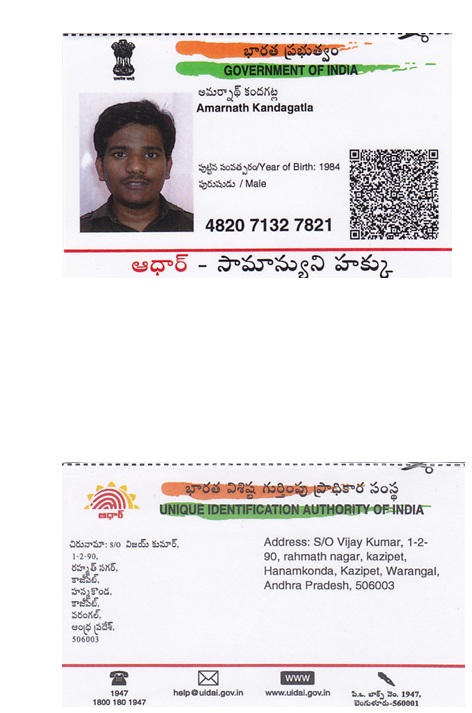 భారత ప్రభుత్వం
GOVERNMENT OF INDIA
అమర్నాథ్ కందగట్ల
Amarnath Kandagatla
పుట్టిన సంవత్సరం/Year of Birth: 1984
పురుషుడు / Male
4820 7132 7821
ఆధార్ - సామాన్యుని హక్కు
భారత విశిష్ట గుర్తింపు ప్రాధికార సంస్థ
UNIQUE IDENTIFICATION AUTHORITY OF INDIA
ఆధార్
చిరునామా: S/O విజయ్ కుమార్,
1-2-90,
రహ్మత్ నగర్,
కాజీపేట్,
హన్మకొండ,
కాజీపేట్,
వరంగల్,
ఆంధ్ర ప్రదేశ్,
506003
Address: S/O Vijay Kumar, 1-2-
90, rahmath nagar, kazipet,
Hanamkonda, Kazipet, Warangal,
Andhra Pradesh, 506003
1947
1800 180 1947
help@uidai.gov.in
WWW
www.uidai.gov.in
పి.ఒ. బాక్స్ నెం. 1947,
బెంగుళూరు-560001